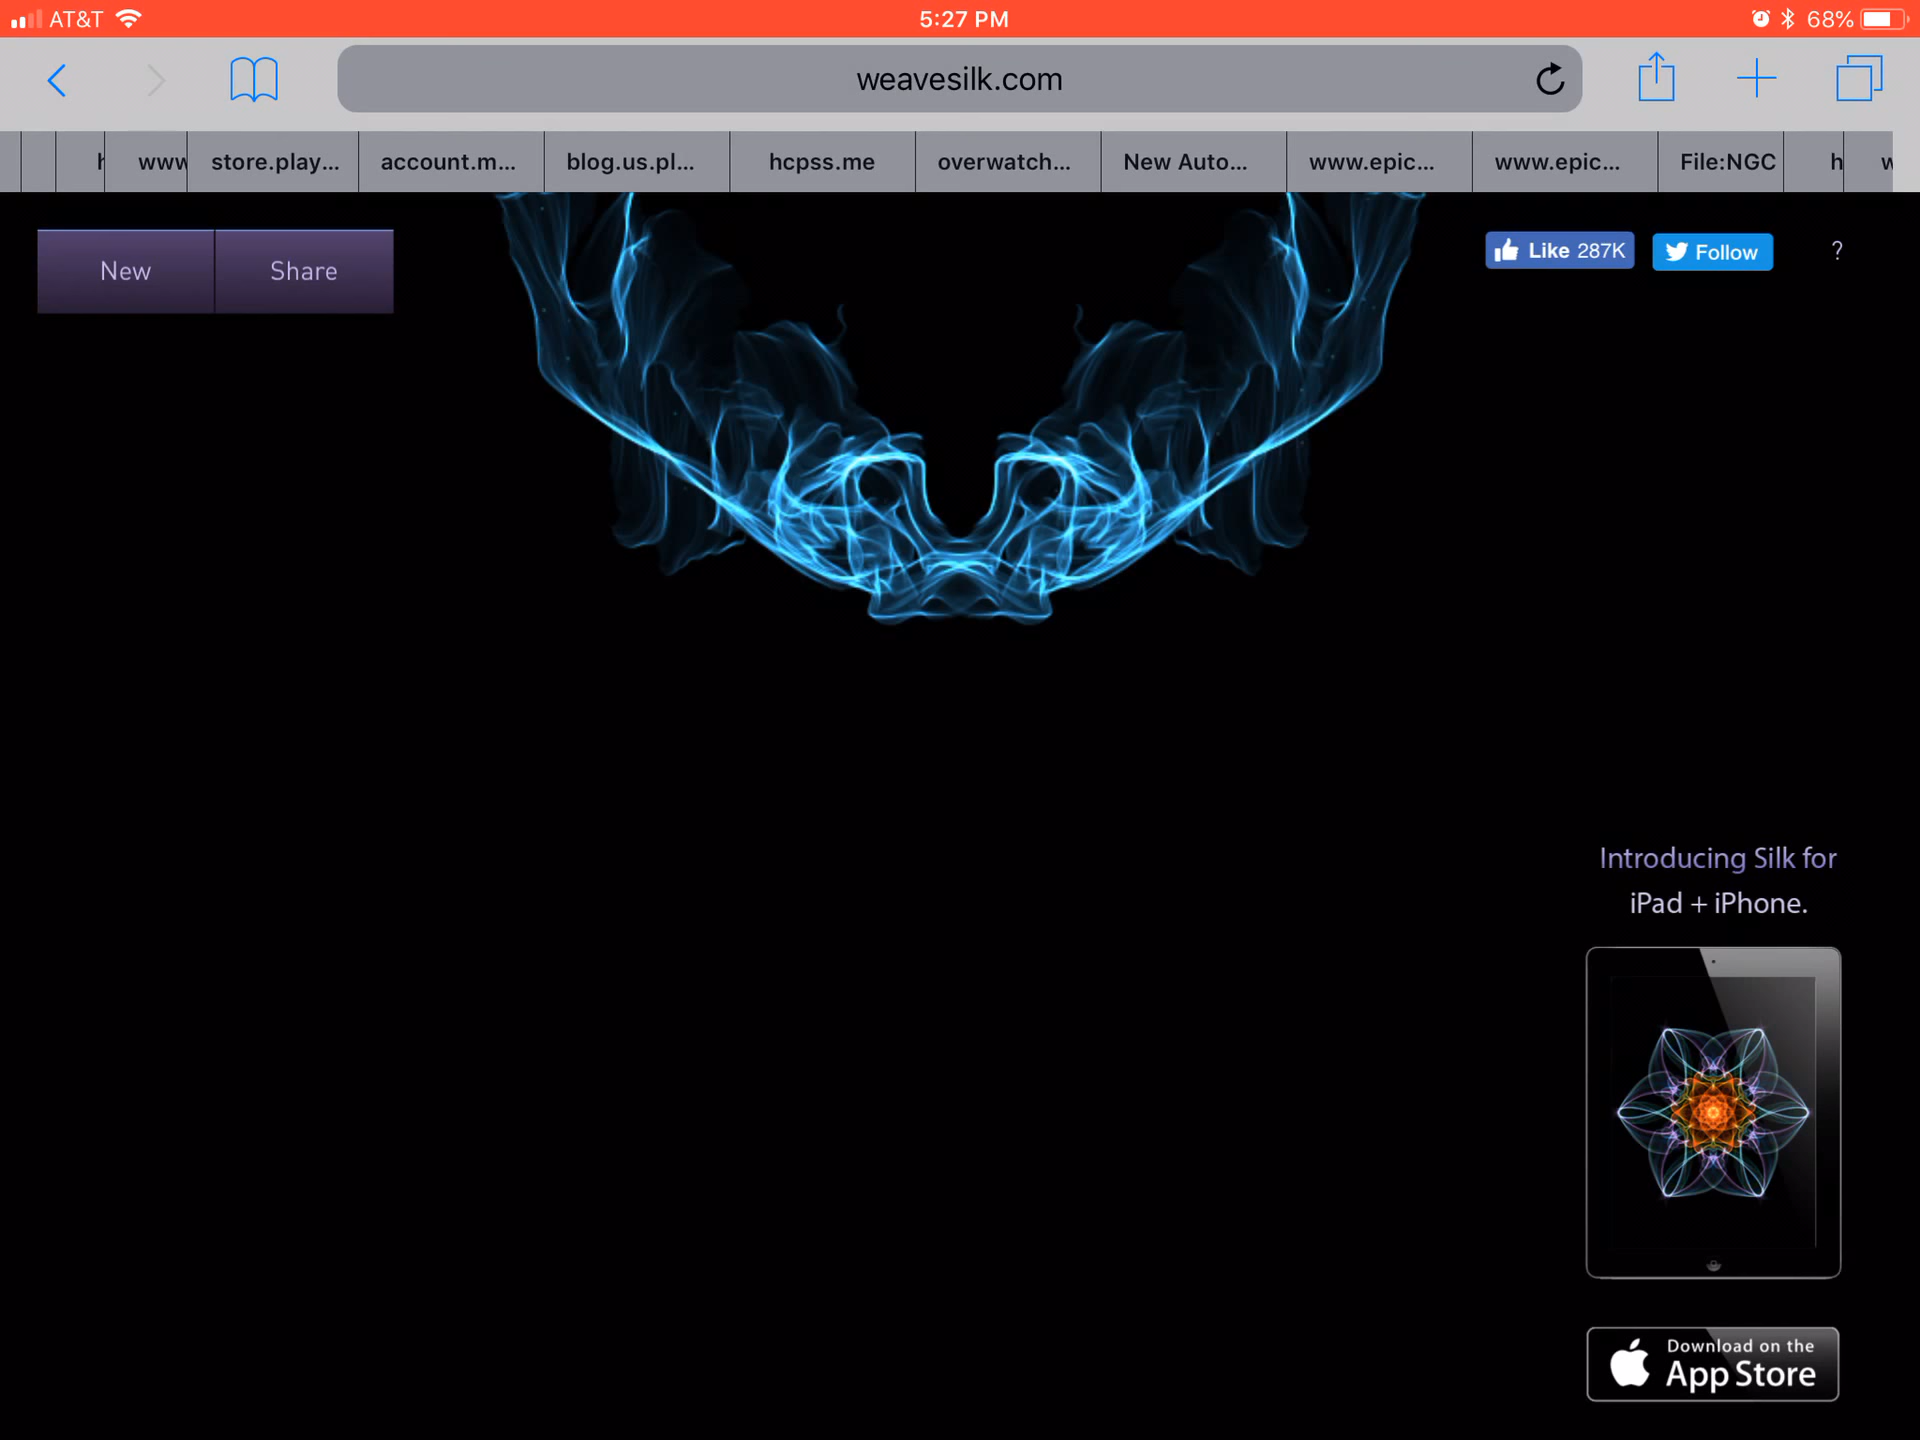 AT&T
5:27 PM
68%
weavesilk.com
www
store.play...
account.m...
blog.us.pl...
hcpss.me
overwatch...
New Auto...
www.epic...
www.epic...
File:NGC
h
New
Share
Like 287K
Follow
?
Introducing Silk for
iPad + iPhone.
Download on the
App Store